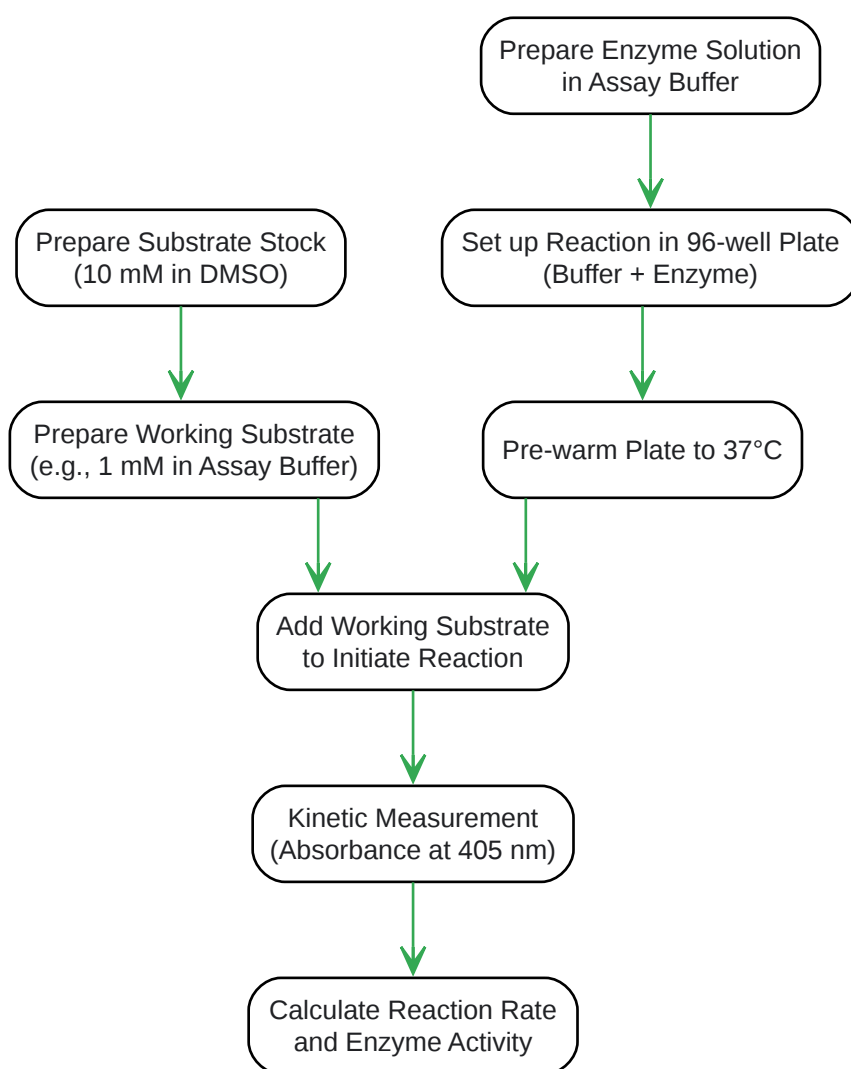 Prepare Enzyme Solution
in Assay Buffer
Prepare Substrate Stock
(10 mM in DMSO)
Set up Reaction in 96-well Plate
(Buffer + Enzyme)
Prepare Working Substrate
(e.g., 1 mM in Assay Buffer)
Pre-warm Plate to 37°C
Add Working Substrate
to Initiate Reaction
Kinetic Measurement
(Absorbance at 405 nm)
Calculate Reaction Rate
and Enzyme Activity